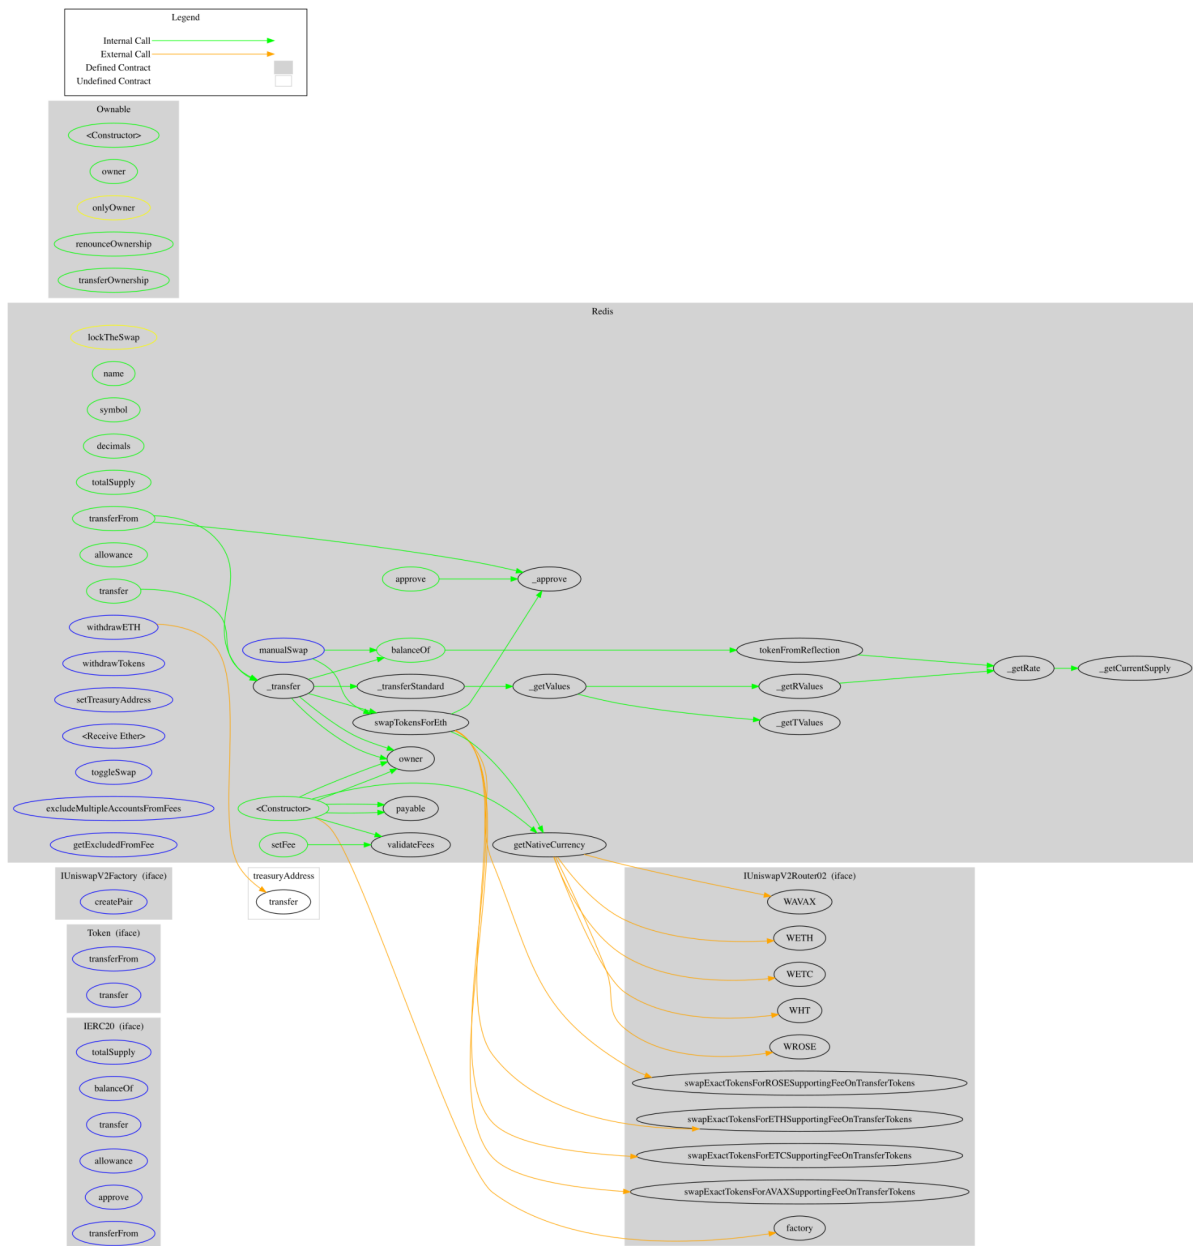 Legend
Internal Call
External Call
Defined Contract
Undefined Contract
Ownable
<Constructor>
owner
onlyOwner
renounceOwnership
transferOwnership
Redis
lockTheSwap
name
symbol
decimals
totalSupply
transferFrom
allowance
approve
_approve
transfer
withdrawETH
manualSwap
balanceOf
tokenFromReflection
withdrawTokens
_getRate
_getCurrentSupply
_transfer
_transferStandard
_getValues
_getRValues
setTreasuryAddress
swapTokensForEth
_getTValues
<Receive Ether>
owner
toggleSwap
excludeMultipleAccountsFromFees
<Constructor>
payable
getExcludedFromFee
setFee
validateFees
getNativeCurrency
IUniswapV2Factory (iface)
createPair
treasuryAddress
transfer
IUniswapV2Router02 (iface)
WAVAX
WETH
WETC
WHT
WROSE
swapExactTokensForROSESupportingFeeOnTransferTokens
swapExactTokensForETHSupportingFeeOnTransferTokens
swapExactTokensForETCSupportingFeeOnTransferTokens
swapExactTokensForAVAXSupportingFeeOnTransferTokens
factory
Token (iface)
transferFrom
transfer
IERC20 (iface)
totalSupply
balanceOf
transfer
allowance
approve
transferFrom